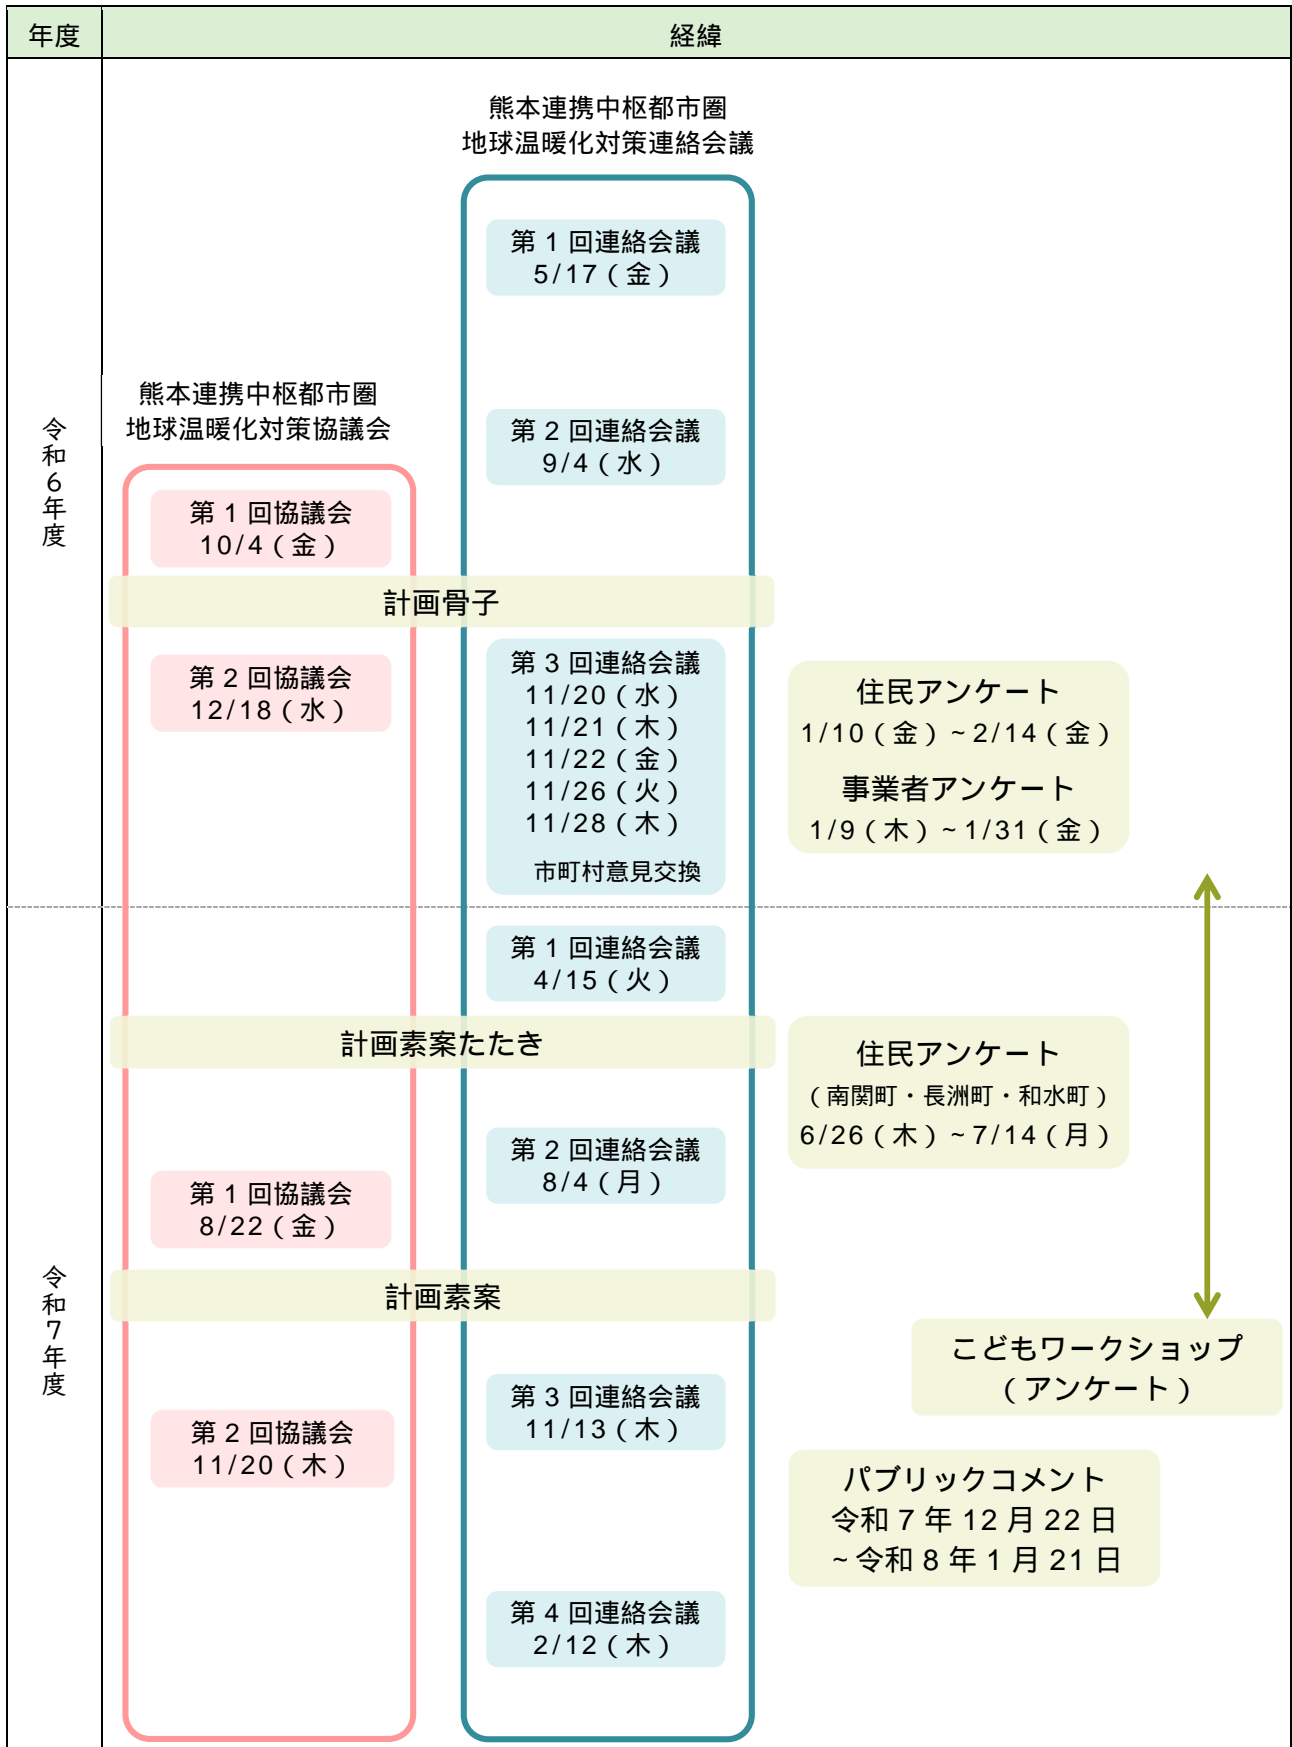 年度
経緯
熊本連携中枢都市圏
地球温暖化対策連絡会議
第1回連絡会議
5/17(金)
熊本連携中枢都市圏
地球温暖化対策協議会
第2回連絡会議
9/4(水)
令和6年度
第1回協議会
10/4(金)
計画骨子
第2回協議会
12/18(水)
第3回連絡会議
11/20(水)
11/21(木)
11/22(金)
11/26(火)
11/28(木)
市町村意見交換
住民アンケート
1/10(金)~2/14(金)
事業者アンケート
1/9(木)~1/31(金)
第1回連絡会議
4/15(火)
計画素案たたき
住民アンケート
(南関町・長洲町・和水町)
6/26(木)~7/14(月)
第2回連絡会議
8/4(月)
第1回協議会
8/22(金)
令和7年度
計画素案
こどもワークショップ
(アンケート)
第3回連絡会議
11/13(木)
第2回協議会
11/20(木)
パブリックコメント
令和7年12月22日
~令和8年1月21日
第4回連絡会議
2/12(木)